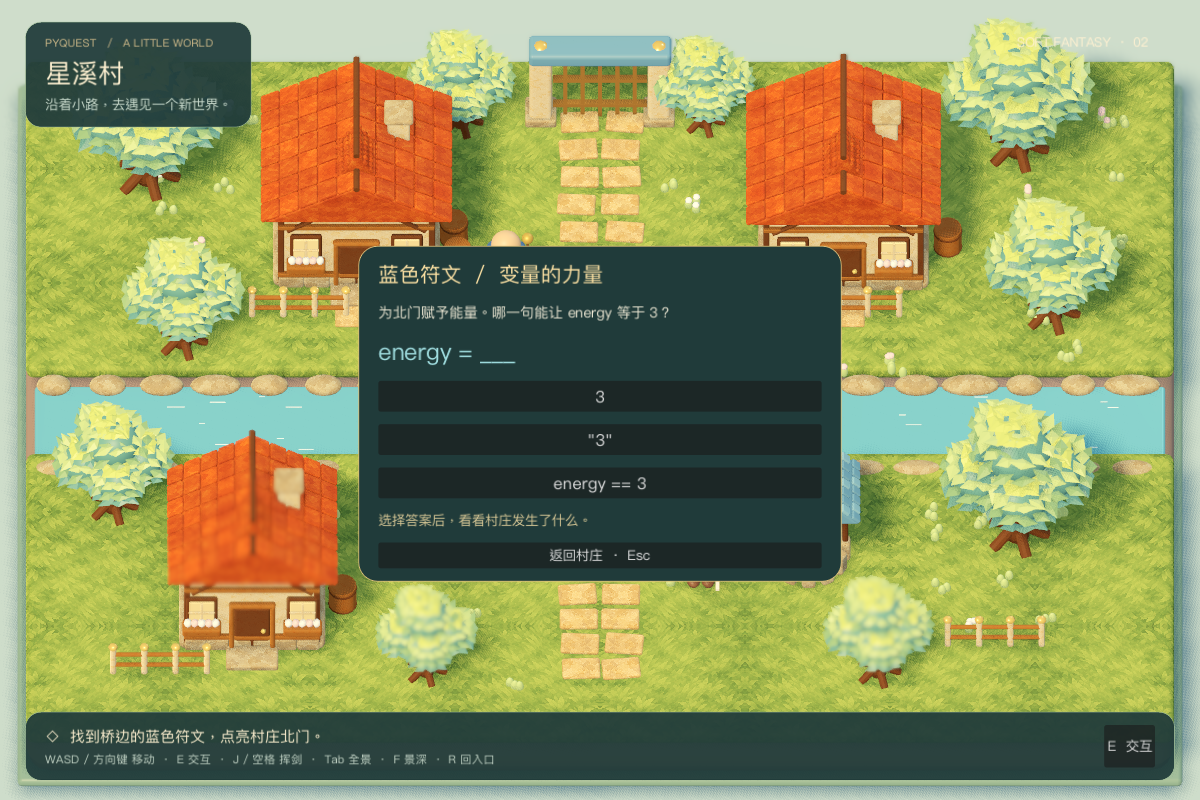 PYQUEST / A LITTLE WORLD
星溪村
沿着小路，去遇见一个新世界。
SOFT FANTASY · 02
蓝色符文 / 变量的力量
为北门赋予能量。哪一句能让 energy 等于 3？
energy = ___
3
"3"
energy == 3
选择答案后，看看村庄发生了什么。
返回村庄 · Esc
◇ 找到桥边的蓝色符文，点亮村庄北门。
WASD / 方向键 移动 · E 交互 · J / 空格 挥剑 · Tab 全景 · F 景深 · R 回入口
E 交互